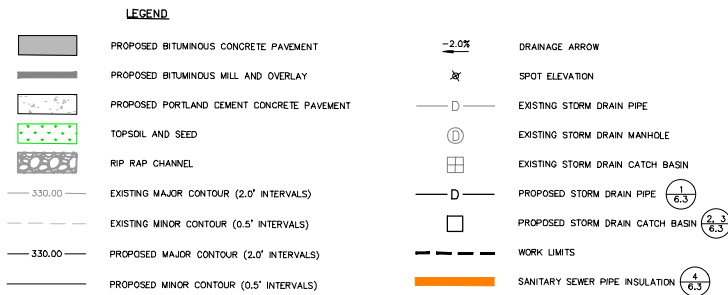 LEGEND
PROPOSED BITUMINOUS CONCRETE PAVEMENT
PROPOSED BITUMINOUS MILL AND OVERLAY
PROPOSED PORTLAND CEMENT CONCRETE PAVEMENT
TOPSOIL AND SEED
RIP RAP CHANNEL
330.00 EXISTING MAJOR CONTOUR (2.0' INTERVALS)
EXISTING MINOR CONTOUR (0.5' INTERVALS)
330.00 PROPOSED MAJOR CONTOUR (2.0' INTERVALS)
PROPOSED MINOR CONTOUR (0.5' INTERVALS)
-2.0% DRAINAGE ARROW
SPOT ELEVATION
D EXISTING STORM DRAIN PIPE
D EXISTING STORM DRAIN MANHOLE
EXISTING STORM DRAIN CATCH BASIN
D PROPOSED STORM DRAIN PIPE 1
6.3
PROPOSED STORM DRAIN CATCH BASIN 2, 3
6.3
WORK LIMITS
SANITARY SEWER PIPE INSULATION 4
6.3